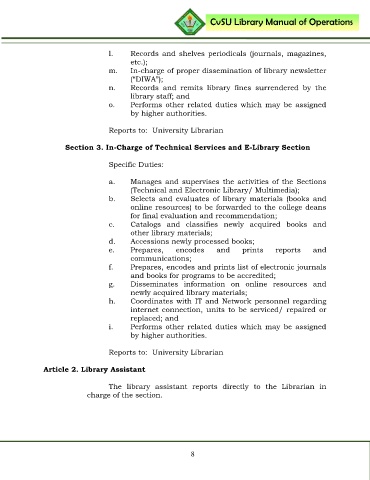 CvSU Library Manual of Operations
l. Records and shelves periodicals (journals, magazines,
etc.);
m. In-charge of proper dissemination of library newsletter
("DIWA");
n. Records and remits library fines surrendered by the
library staff; and
o. Performs other related duties which may be assigned
by higher authorities.
Reports to: University Librarian
Section 3. In-Charge of Technical Services and E-Library Section
Specific Duties:
a. Manages and supervises the activities of the Sections
(Technical and Electronic Library/ Multimedia);
b. Selects and evaluates of library materials (books and
online resources) to be forwarded to the college deans
for final evaluation and recommendation;
c. Catalogs and classifies newly acquired books and
other library materials;
d. Accessions newly processed books;
e. Prepares, encodes and prints reports and
communications;
f. Prepares, encodes and prints list of electronic journals
and books for programs to be accredited;
g. Disseminates information on online resources and
newly acquired library materials;
h. Coordinates with IT and Network personnel regarding
internet connection, units to be serviced/ repaired or
replaced; and
i. Performs other related duties which may be assigned
by higher authorities.
Reports to: University Librarian
Article 2. Library Assistant
The library assistant reports directly to the Librarian in
charge of the section.
8